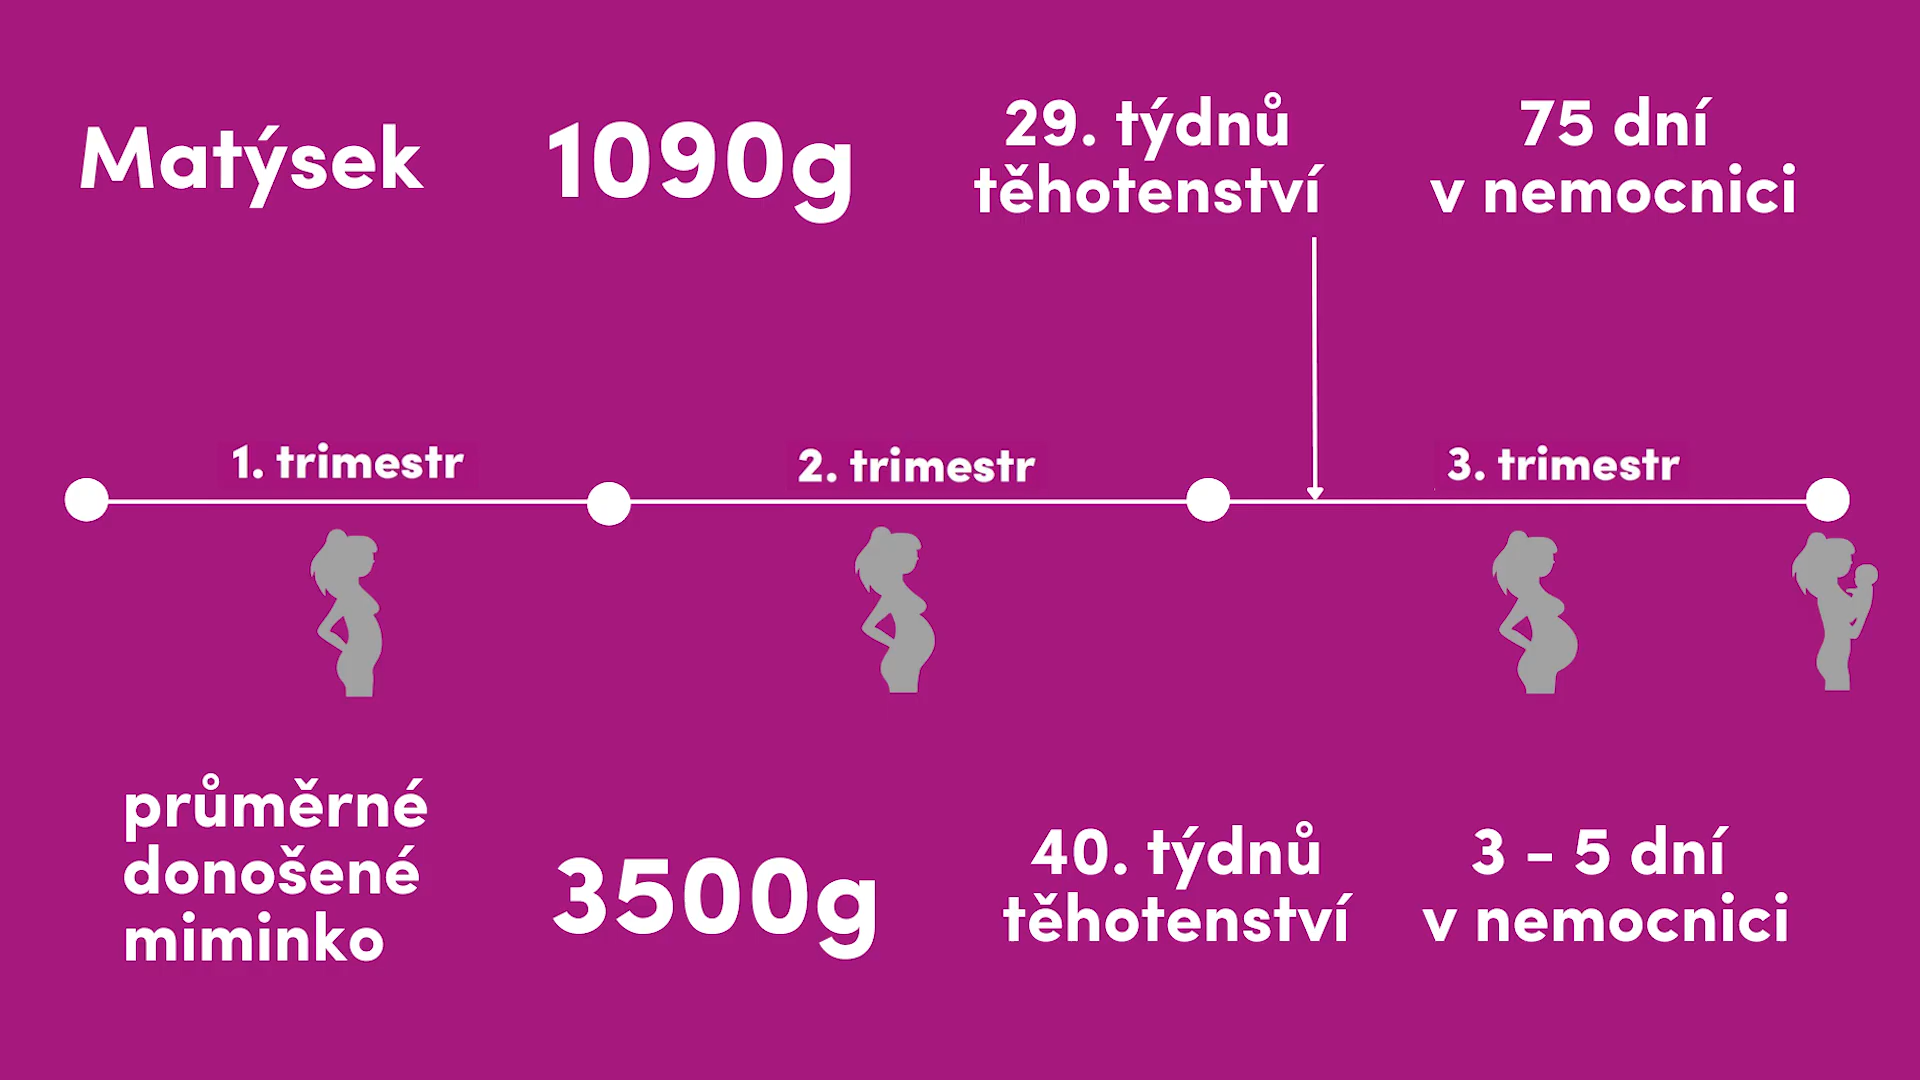 Matýsek
1090g
29. týdnů
těhotenství
75 dní
v nemocnici
1. trimestr
2. trimestr
3. trimestr
průměrné
donošené
miminko
3500g
40. týdnů
těhotenství
3 - 5 dní
v nemocnici